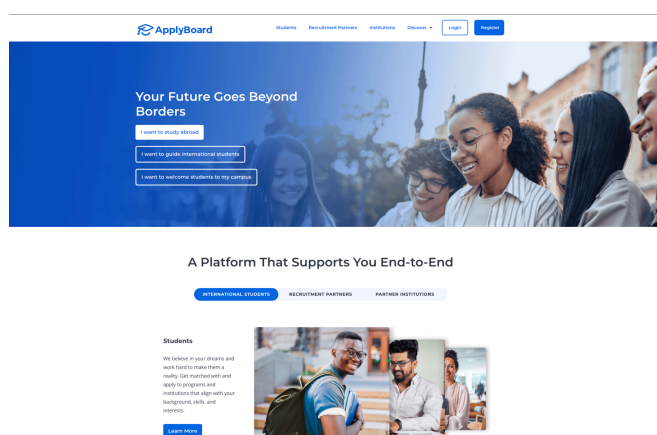 ApplyBoard
Students Recruitment Partners Institutions Discover Login Register
Your Future Goes Beyond
Borders
I want to study abroad
I want to guide international students
I want to welcome students to my campus
A Platform That Supports You End-to-End
INTERNATIONAL STUDENTS RECRUITMENT PARTNERS PARTNER INSTITUTIONS
Students
We believe in your dreams and
work hard to make them a
reality. Get matched with and
apply to programs and
institutions that align with your
background, skills, and
interests.
Learn More